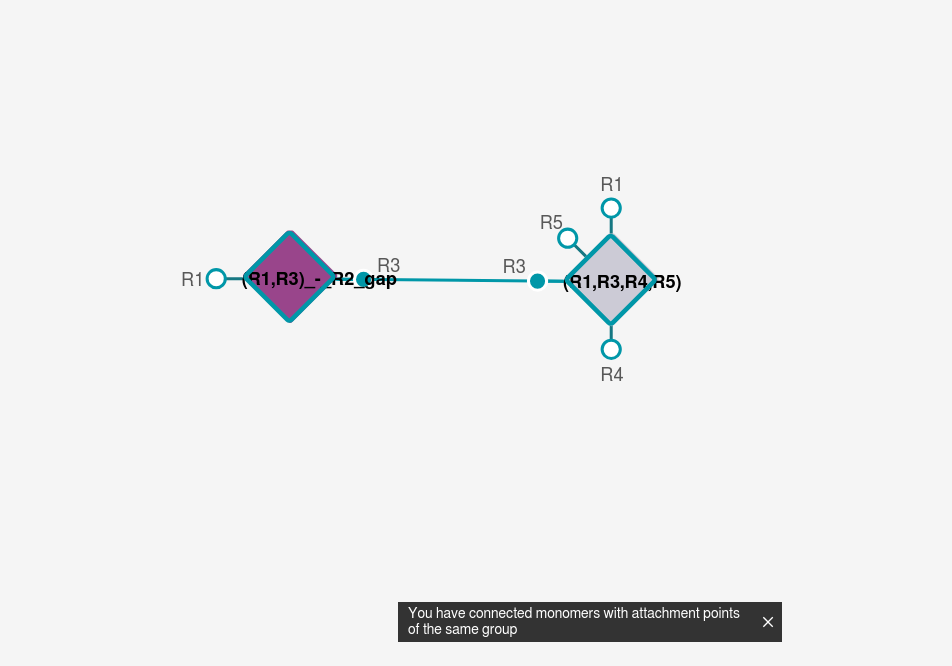 R1
R5
R3
R3
R1
(R1,R3)_-_R2_gap
(R1,R3,R4,R5)
R4
You have connected monomers with attachment points
of the same group